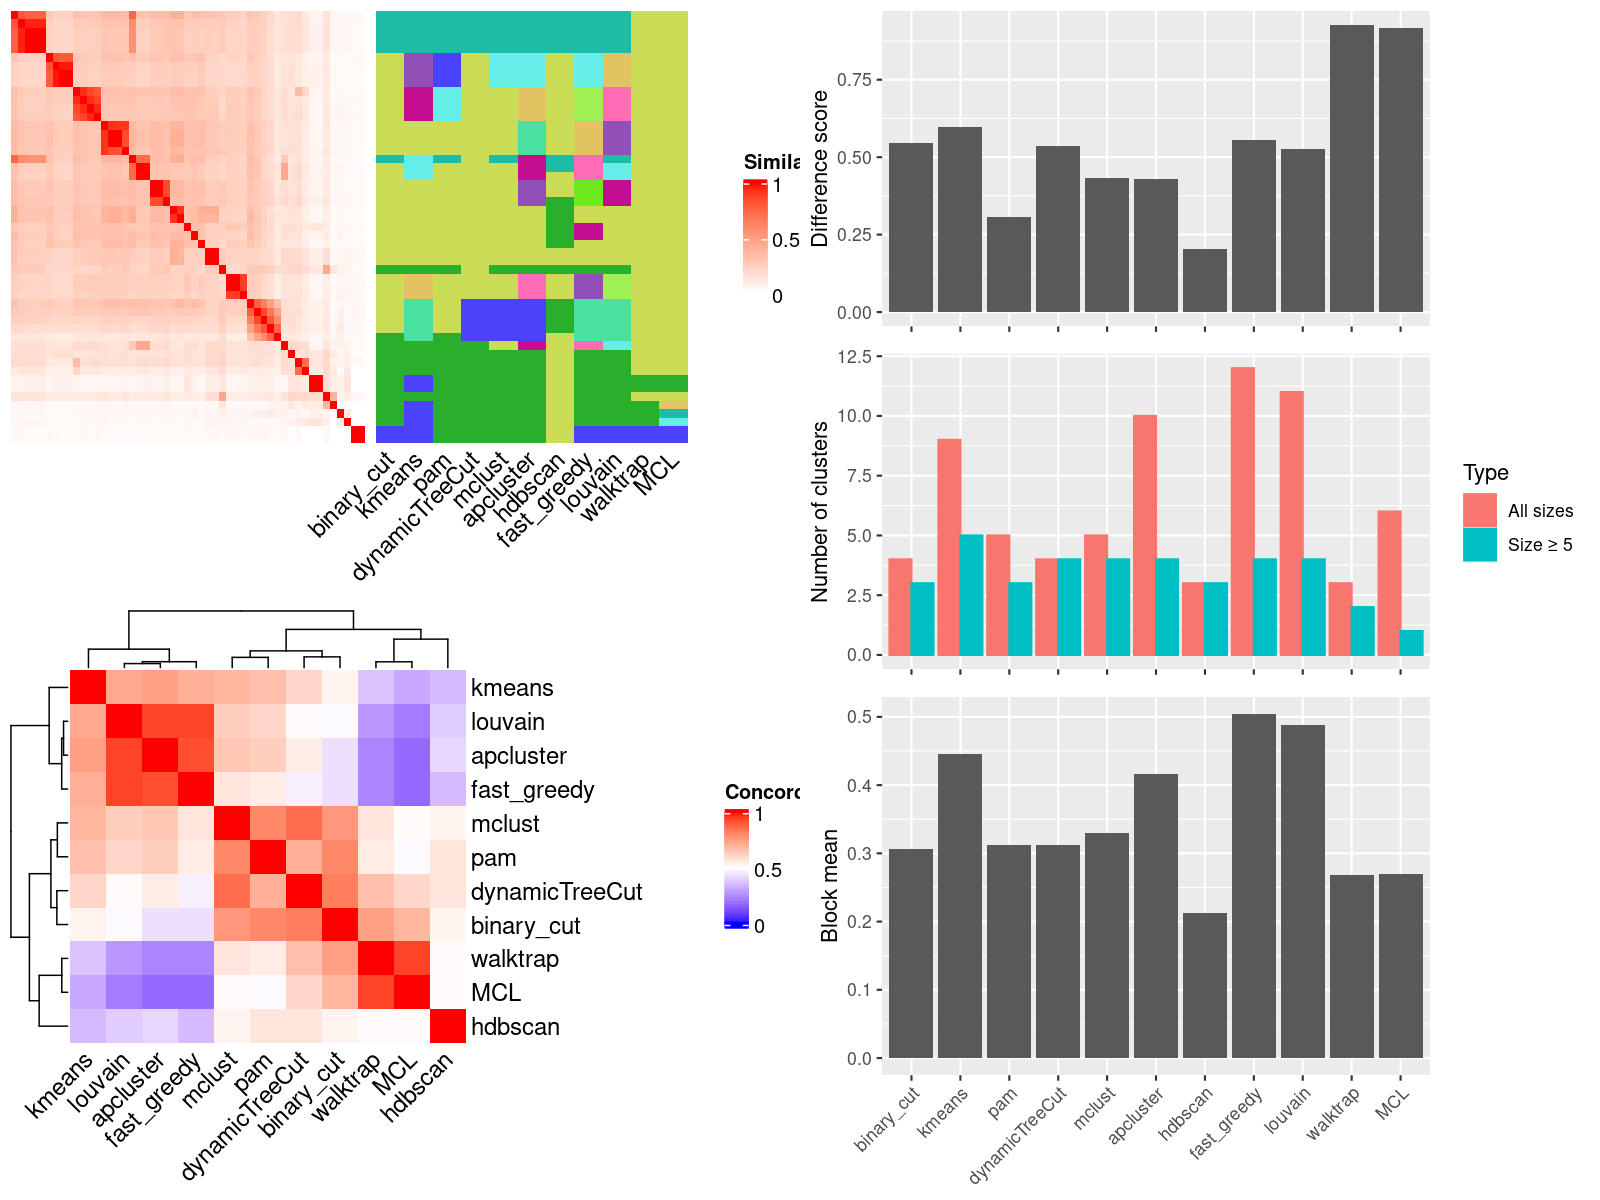 Simila
1
0.5
0
binary_cut
kmeans
pam
dynamicTreeCut
mclust
apcluster
hdbscan
fast_greedy
louvain
walktrap
MCL
Difference score
0.75
0.50
0.25
0.00
Number of clusters
12.5
10.0
7.5
5.0
2.5
0.0
Type
All sizes
Size ≥ 5
kmeans
louvain
apcluster
fast_greedy
mclust
pam
dynamicTreeCut
binary_cut
walktrap
MCL
hdbscan
kmeans
louvain
apcluster
fast_greedy
mclust
pam
dynamicTreeCut
binary_cut
walktrap
MCL
hdbscan
Concord
1
0.5
0
Block mean
0.5
0.4
0.3
0.2
0.1
0.0
binary_cut
kmeans
pam
dynamicTreeCut
mclust
apcluster
hdbscan
fast_greedy
louvain
walktrap
MCL